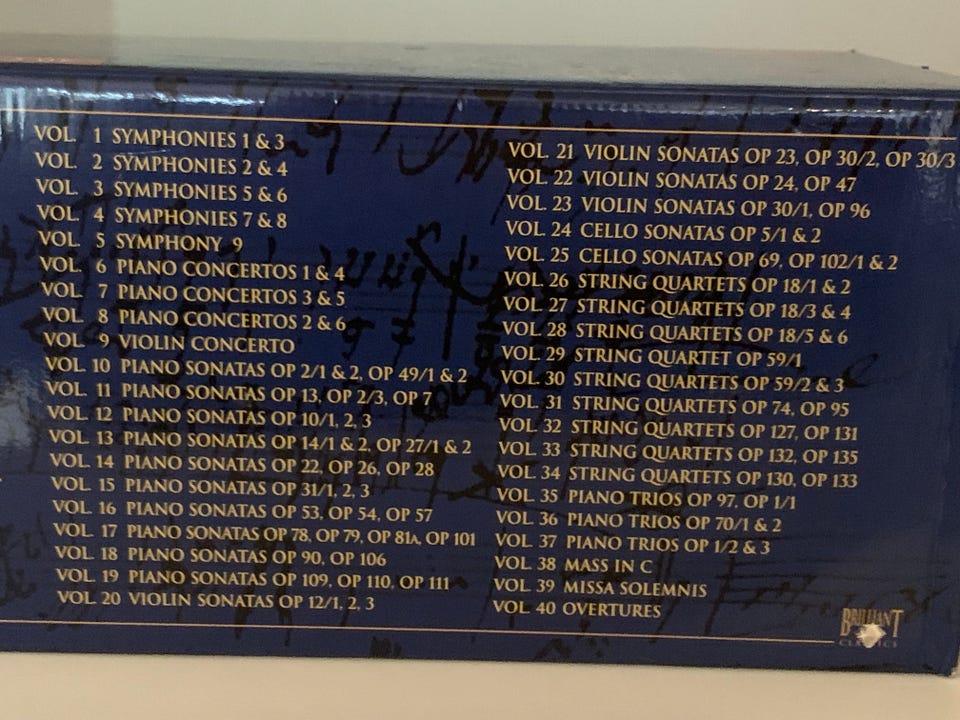 VOL. 1 SYMPHONIES 1 & 3
VOL. 2 SYMPHONIES 2 & 4
VOL. 3 SYMPHONIES 5 & 6
VOL. 4 SYMPHONIES 7 & 8
VOL. 5 SYMPHONY 9
VOL. 6 PIANO CONCERTOS 1 & 4
VOL. 7 PIANO CONCERTOS 3 & 5
VOL. 8 PIANO CONCERTOS 2 & 6
VOL. 9 VIOLIN CONCERTO
VOL. 10 PIANO SONATAS OP 2/1 & 2, OP 49/1 & 2
VOL. 11 PIANO SONATAS OP 13, OP 2/3, OP 7
VOL. 12 PIANO SONATAS OP 10/1, 2, 3
VOL. 13 PIANO SONATAS OP 14/1 & 2, OP 27/1 & 2
VOL. 14 PIANO SONATAS OP 22, OP 26, OP 28
VOL. 15 PIANO SONATAS OP 31/1, 2, 3
VOL. 16 PIANO SONATAS OP 53, OP 54, OP 57
VOL. 17 PIANO SONATAS OP 78, OP 79, OP 81A, OP 101
VOL. 18 PIANO SONATAS OP 90, OP 106
VOL. 19 PIANO SONATAS OP 109, OP 110, OP 111
VOL. 20 VIOLIN SONATAS OP 12/1, 2, 3
VOL. 21 VIOLIN SONATAS OP 23, OP 30/2, OP 30/3
VOL. 22 VIOLIN SONATAS OP 24, OP 47
VOL. 23 VIOLIN SONATAS OP 30/1, OP 96
VOL. 24 CELLO SONATAS OP 5/1 & 2
VOL. 25 CELLO SONATAS OP 69, OP 102/1 & 2
VOL. 26 STRING QUARTETS OP 18/1 & 2
VOL. 27 STRING QUARTETS OP 18/3 & 4
VOL. 28 STRING QUARTETS OP 18/5 & 6
VOL. 29 STRING QUARTET OP 59/1
VOL. 30 STRING QUARTETS OP 59/2 & 3
VOL. 31 STRING QUARTETS OP 74, OP 95
VOL. 32 STRING QUARTETS OP 127, OP 131
VOL. 33 STRING QUARTETS OP 132, OP 135
VOL. 34 STRING QUARTETS OP 130, OP 133
VOL. 35 PIANO TRIOS OP 97, OP 1/1
VOL. 36 PIANO TRIOS OP 70/1 & 2
VOL. 37 PIANO TRIOS OP 1/2 & 3
VOL. 38 MASS IN C
VOL. 39 MISSA SOLEMNIS
VOL. 40 OVERTURES
BRILLIANT
CLASSICS